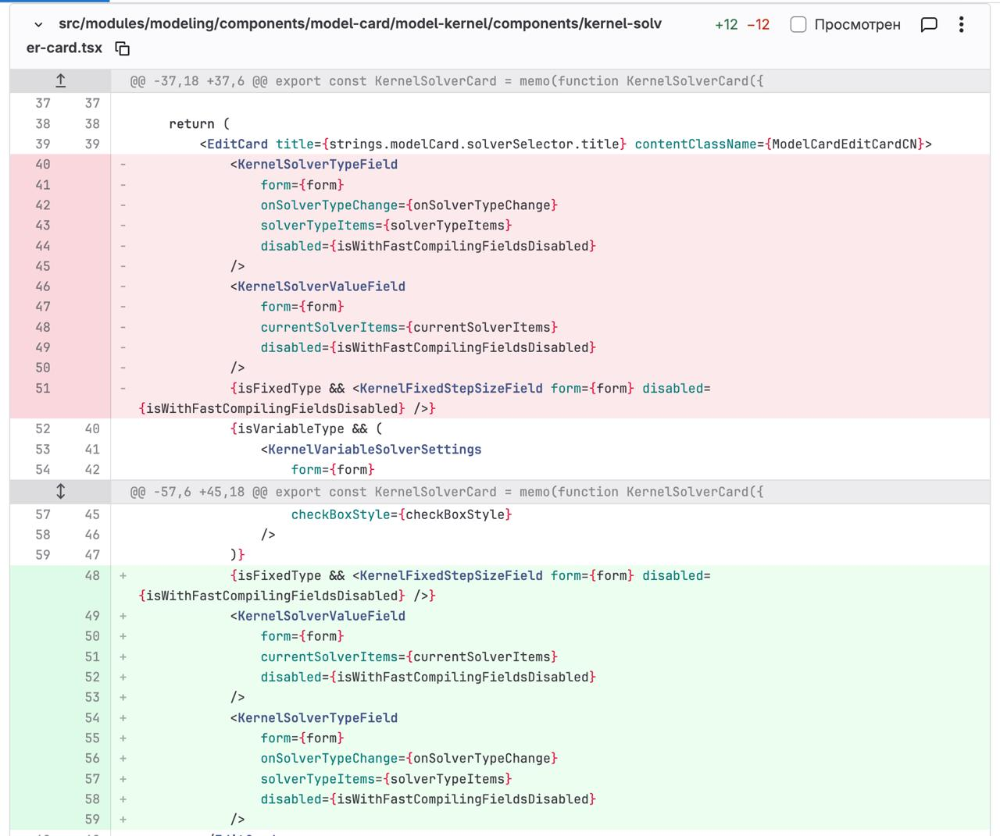 src/modules/modeling/components/model-card/model-kernel/components/kernel-solv
er-card.tsx
+12 −12 Просмотрен
@@ -37,18 +37,6 @@ export const KernelSolverCard = memo(function KernelSolverCard({
37 37
38 38 return (
39 39 <EditCard title={strings.modelCard.solverSelector.title} contentClassName={ModelCardEditCardCN}>
40 - <KernelSolverTypeField
41 - form={form}
42 - onSolverTypeChange={onSolverTypeChange}
43 - solverTypeItems={solverTypeItems}
44 - disabled={isWithFastCompilingFieldsDisabled}
45 - />
46 - <KernelSolverValueField
47 - form={form}
48 - currentSolverItems={currentSolverItems}
49 - disabled={isWithFastCompilingFieldsDisabled}
50 - />
51 - {isFixedType && <KernelFixedStepSizeField form={form} disabled=
{isWithFastCompilingFieldsDisabled} />}
52 40 {isVariableType && (
53 41 <KernelVariableSolverSettings
54 42 form={form}
@@ -57,6 +45,18 @@ export const KernelSolverCard = memo(function KernelSolverCard({
57 45 checkBoxStyle={checkBoxStyle}
58 46 />
59 47 )}
48 + {isFixedType && <KernelFixedStepSizeField form={form} disabled=
{isWithFastCompilingFieldsDisabled} />}
49 + <KernelSolverValueField
50 + form={form}
51 + currentSolverItems={currentSolverItems}
52 + disabled={isWithFastCompilingFieldsDisabled}
53 + />
54 + <KernelSolverTypeField
55 + form={form}
56 + onSolverTypeChange={onSolverTypeChange}
57 + solverTypeItems={solverTypeItems}
58 + disabled={isWithFastCompilingFieldsDisabled}
59 + />